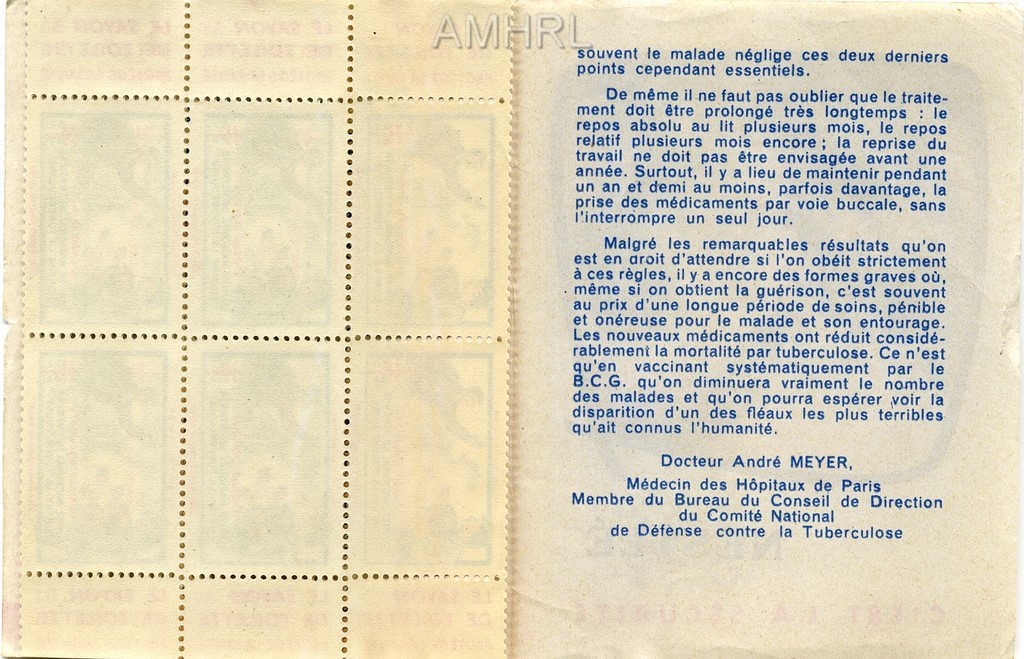 AMHRL
souvent le malade néglige ces deux derniers
points cependant essentiels.
De même il ne faut pas oublier que le traite-
ment doit être prolongé très longtemps : le
repos absolu au lit plusieurs mois, le repos
relatif plusieurs mois encore ; la reprise du
travail ne doit pas être envisagée avant une
année. Surtout, il y a lieu de maintenir pendant
un an et demi au moins, parfois davantage, la
prise des médicaments par voie buccale, sans
l'interrompre un seul jour.
Malgré les remarquables résultats qu'on
est en droit d'attendre si l'on obéit strictement
à ces règles, il y a encore des formes graves où,
même si on obtient la guérison, c'est souvent
au prix d'une longue période de soins, pénible
et onéreuse pour le malade et son entourage.
Les nouveaux médicaments ont réduit considé-
rablement la mortalité par tuberculose. Ce n'est
qu'en vaccinant systématiquement par le
B.C.G. qu'on diminuera vraiment le nombre
des malades et qu'on pourra espérer voir la
disparition d'un des fléaux les plus terribles
qu'ait connus l'humanité.
Docteur André MEYER,
Médecin des Hôpitaux de Paris
Membre du Bureau du Conseil de Direction
du Comité National
de Défense contre la Tuberculose